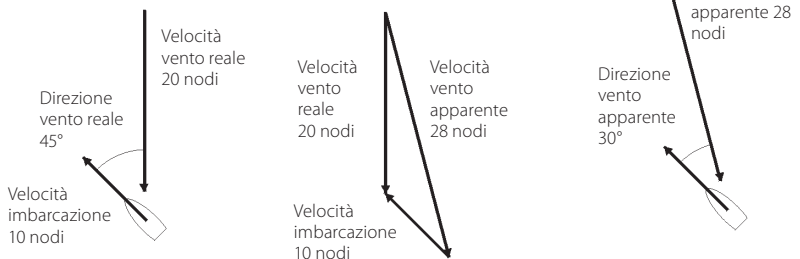 Velocità
vento reale
20 nodi
Direzione
vento reale
45°
Velocità
imbarcazione
10 nodi
Velocità
vento
reale
20 nodi
Velocità
vento
apparente
28 nodi
Velocità
imbarcazione
10 nodi
apparente 28
nodi
Direzione
vento
apparente
30°